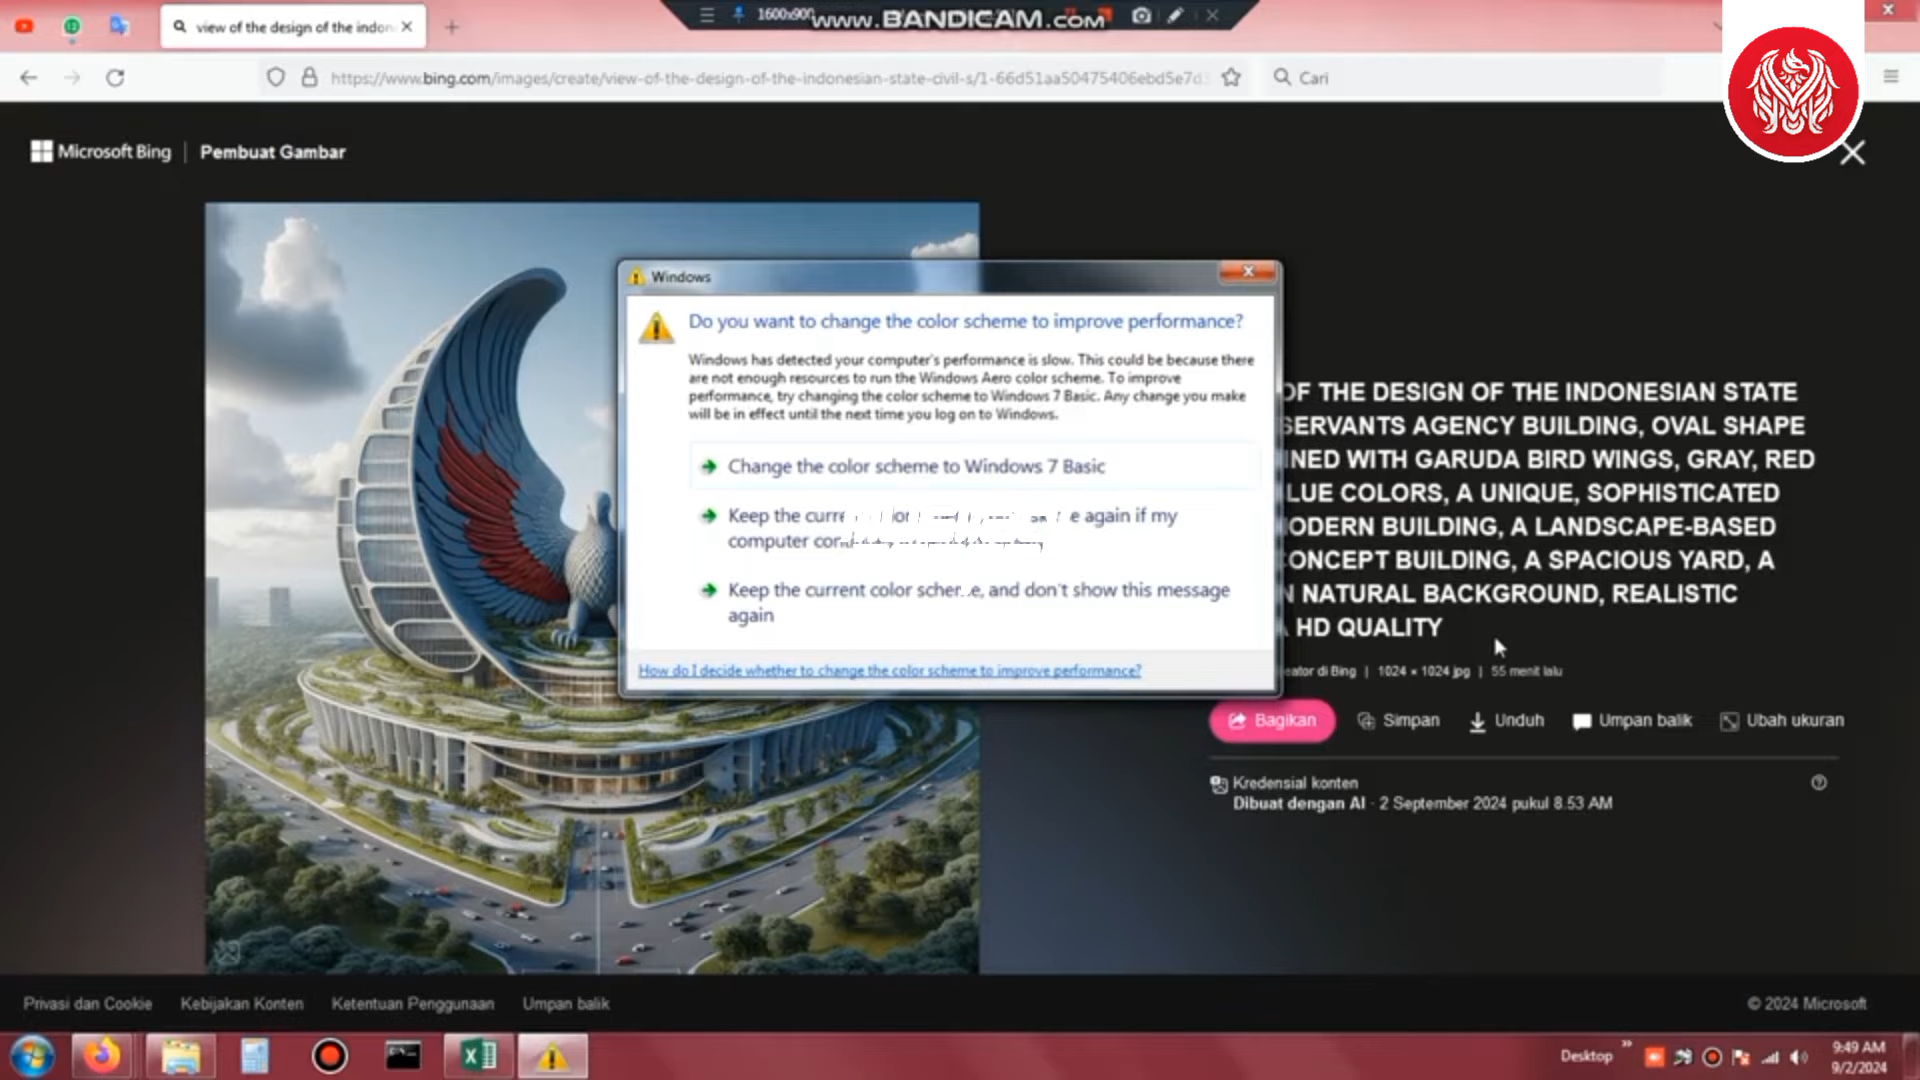 1600x900
www.BANDICAM.com
view of the design of the indon
https://www.bing.com/images/create/view-of-the-design-of-the-indonesian-state-civil-s/1-66d51aa50475406ebd5e7d
Cari
Microsoft Bing | Pembuat Gambar
Windows
Do you want to change the color scheme to improve performance?
Windows has detected your computer's performance is slow. This could be because there
are not enough resources to run the Windows Aero color scheme. To improve
performance, try changing the color scheme to Windows 7 Basic. Any change you make
will be in effect until the next time you log on to Windows.
Change the color scheme to Windows 7 Basic
Keep the again if my
computer
Keep the current color scheme, and don't show this message
again
How do I decide whether to change the color scheme to improve performance?
OF THE DESIGN OF THE INDONESIAN STATE
SERVANTS AGENCY BUILDING, OVAL SHAPE
INED WITH GARUDA BIRD WINGS, GRAY, RED
LUE COLORS, A UNIQUE, SOPHISTICATED
ODERN BUILDING, A LANDSCAPE-BASED
ONCEPT BUILDING, A SPACIOUS YARD, A
N NATURAL BACKGROUND, REALISTIC
HD QUALITY
eator di Bing | 1024 × 1024 jpg | 55 menit lalu
Bagikan Simpan Unduh Umpan balik Ubah ukuran
Kredensial konten
Dibuat dengan AI · 2 September 2024 pukul 8.53 AM
Privasi dan Cookie Kebijakan Konten Ketentuan Penggunaan Umpan balik
© 2024 Microsoft
Desktop
9:49 AM
9/2/2024